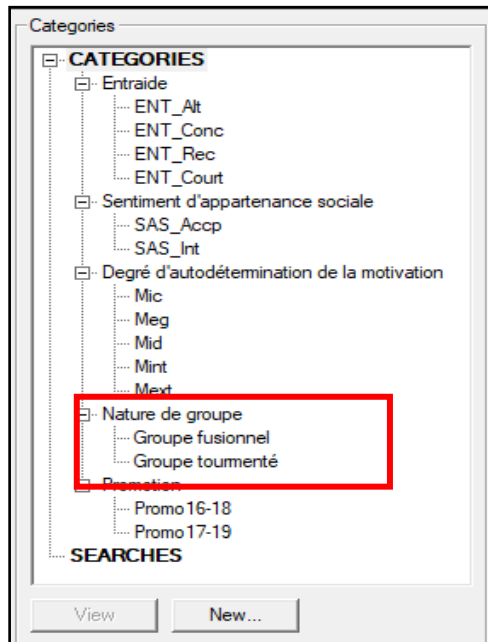 Categories
CATEGORIES
Entraide
ENT_Alt
ENT_Conc
ENT_Rec
ENT_Court
Sentiment d'appartenance sociale
SAS_Accp
SAS_Int
Degré d'autodétermination de la motivation
Mic
Meg
Mid
Mint
Mext
Nature de groupe
Groupe fusionnel
Groupe tourmenté
Promotion
Promo16-18
Promo17-19
SEARCHES
View New...